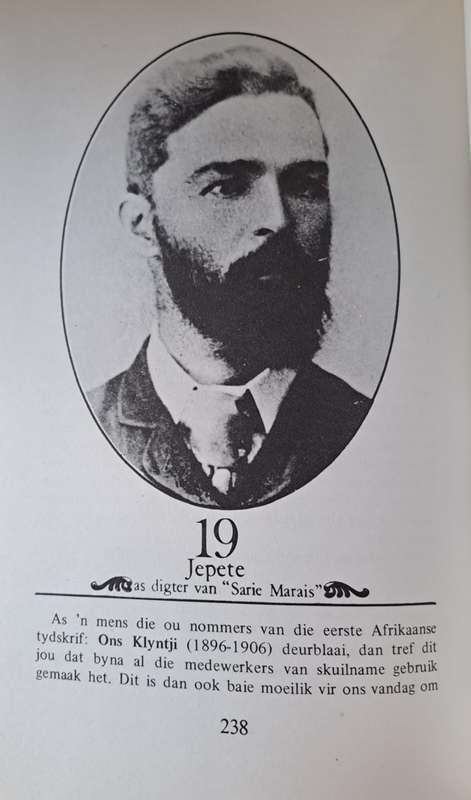 19
Jepete
as digter van "Sarie Marais"
As 'n mens die ou nommers van die eerste Afrikaanse
tydskrif: Ons Klyntji (1896-1906) deurblaai, dan tref dit
jou dat byna al die medewerkers van skuilname gebruik
gemaak het. Dit is dan ook baie moeilik vir ons vandag om
238